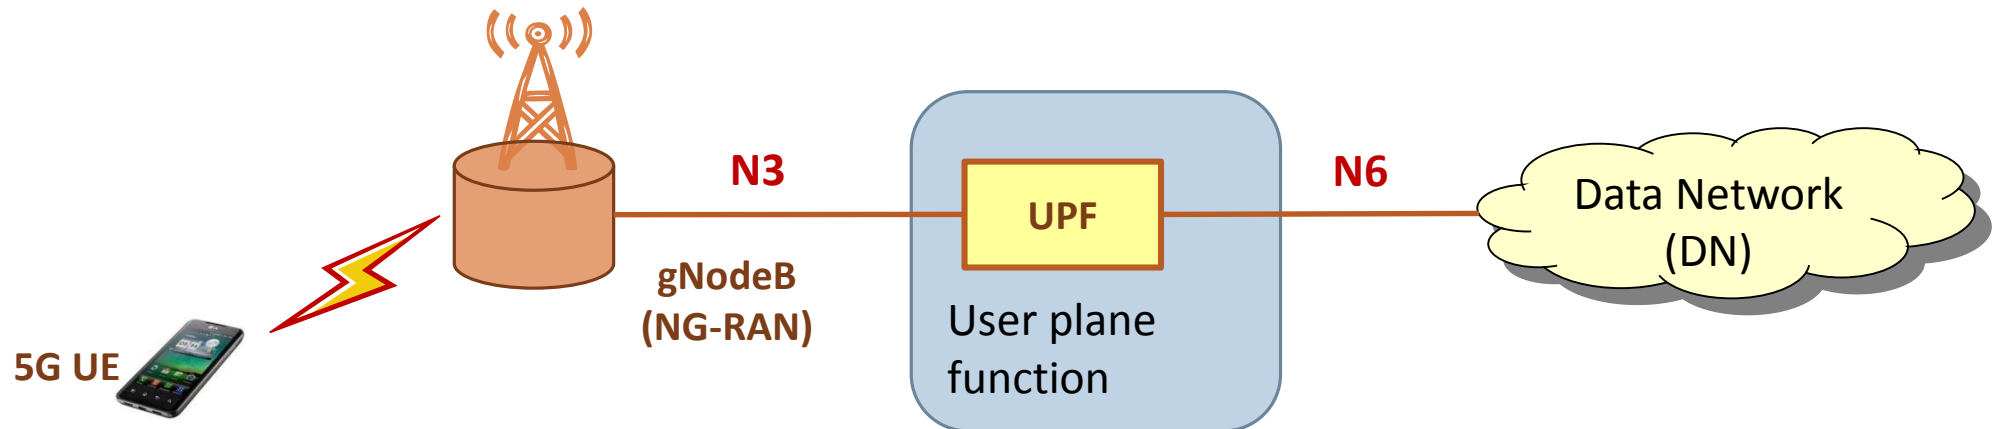 5G UE
gNodeB
(NG-RAN)
N3
UPF
User plane
function
N6
Data Network
(DN)